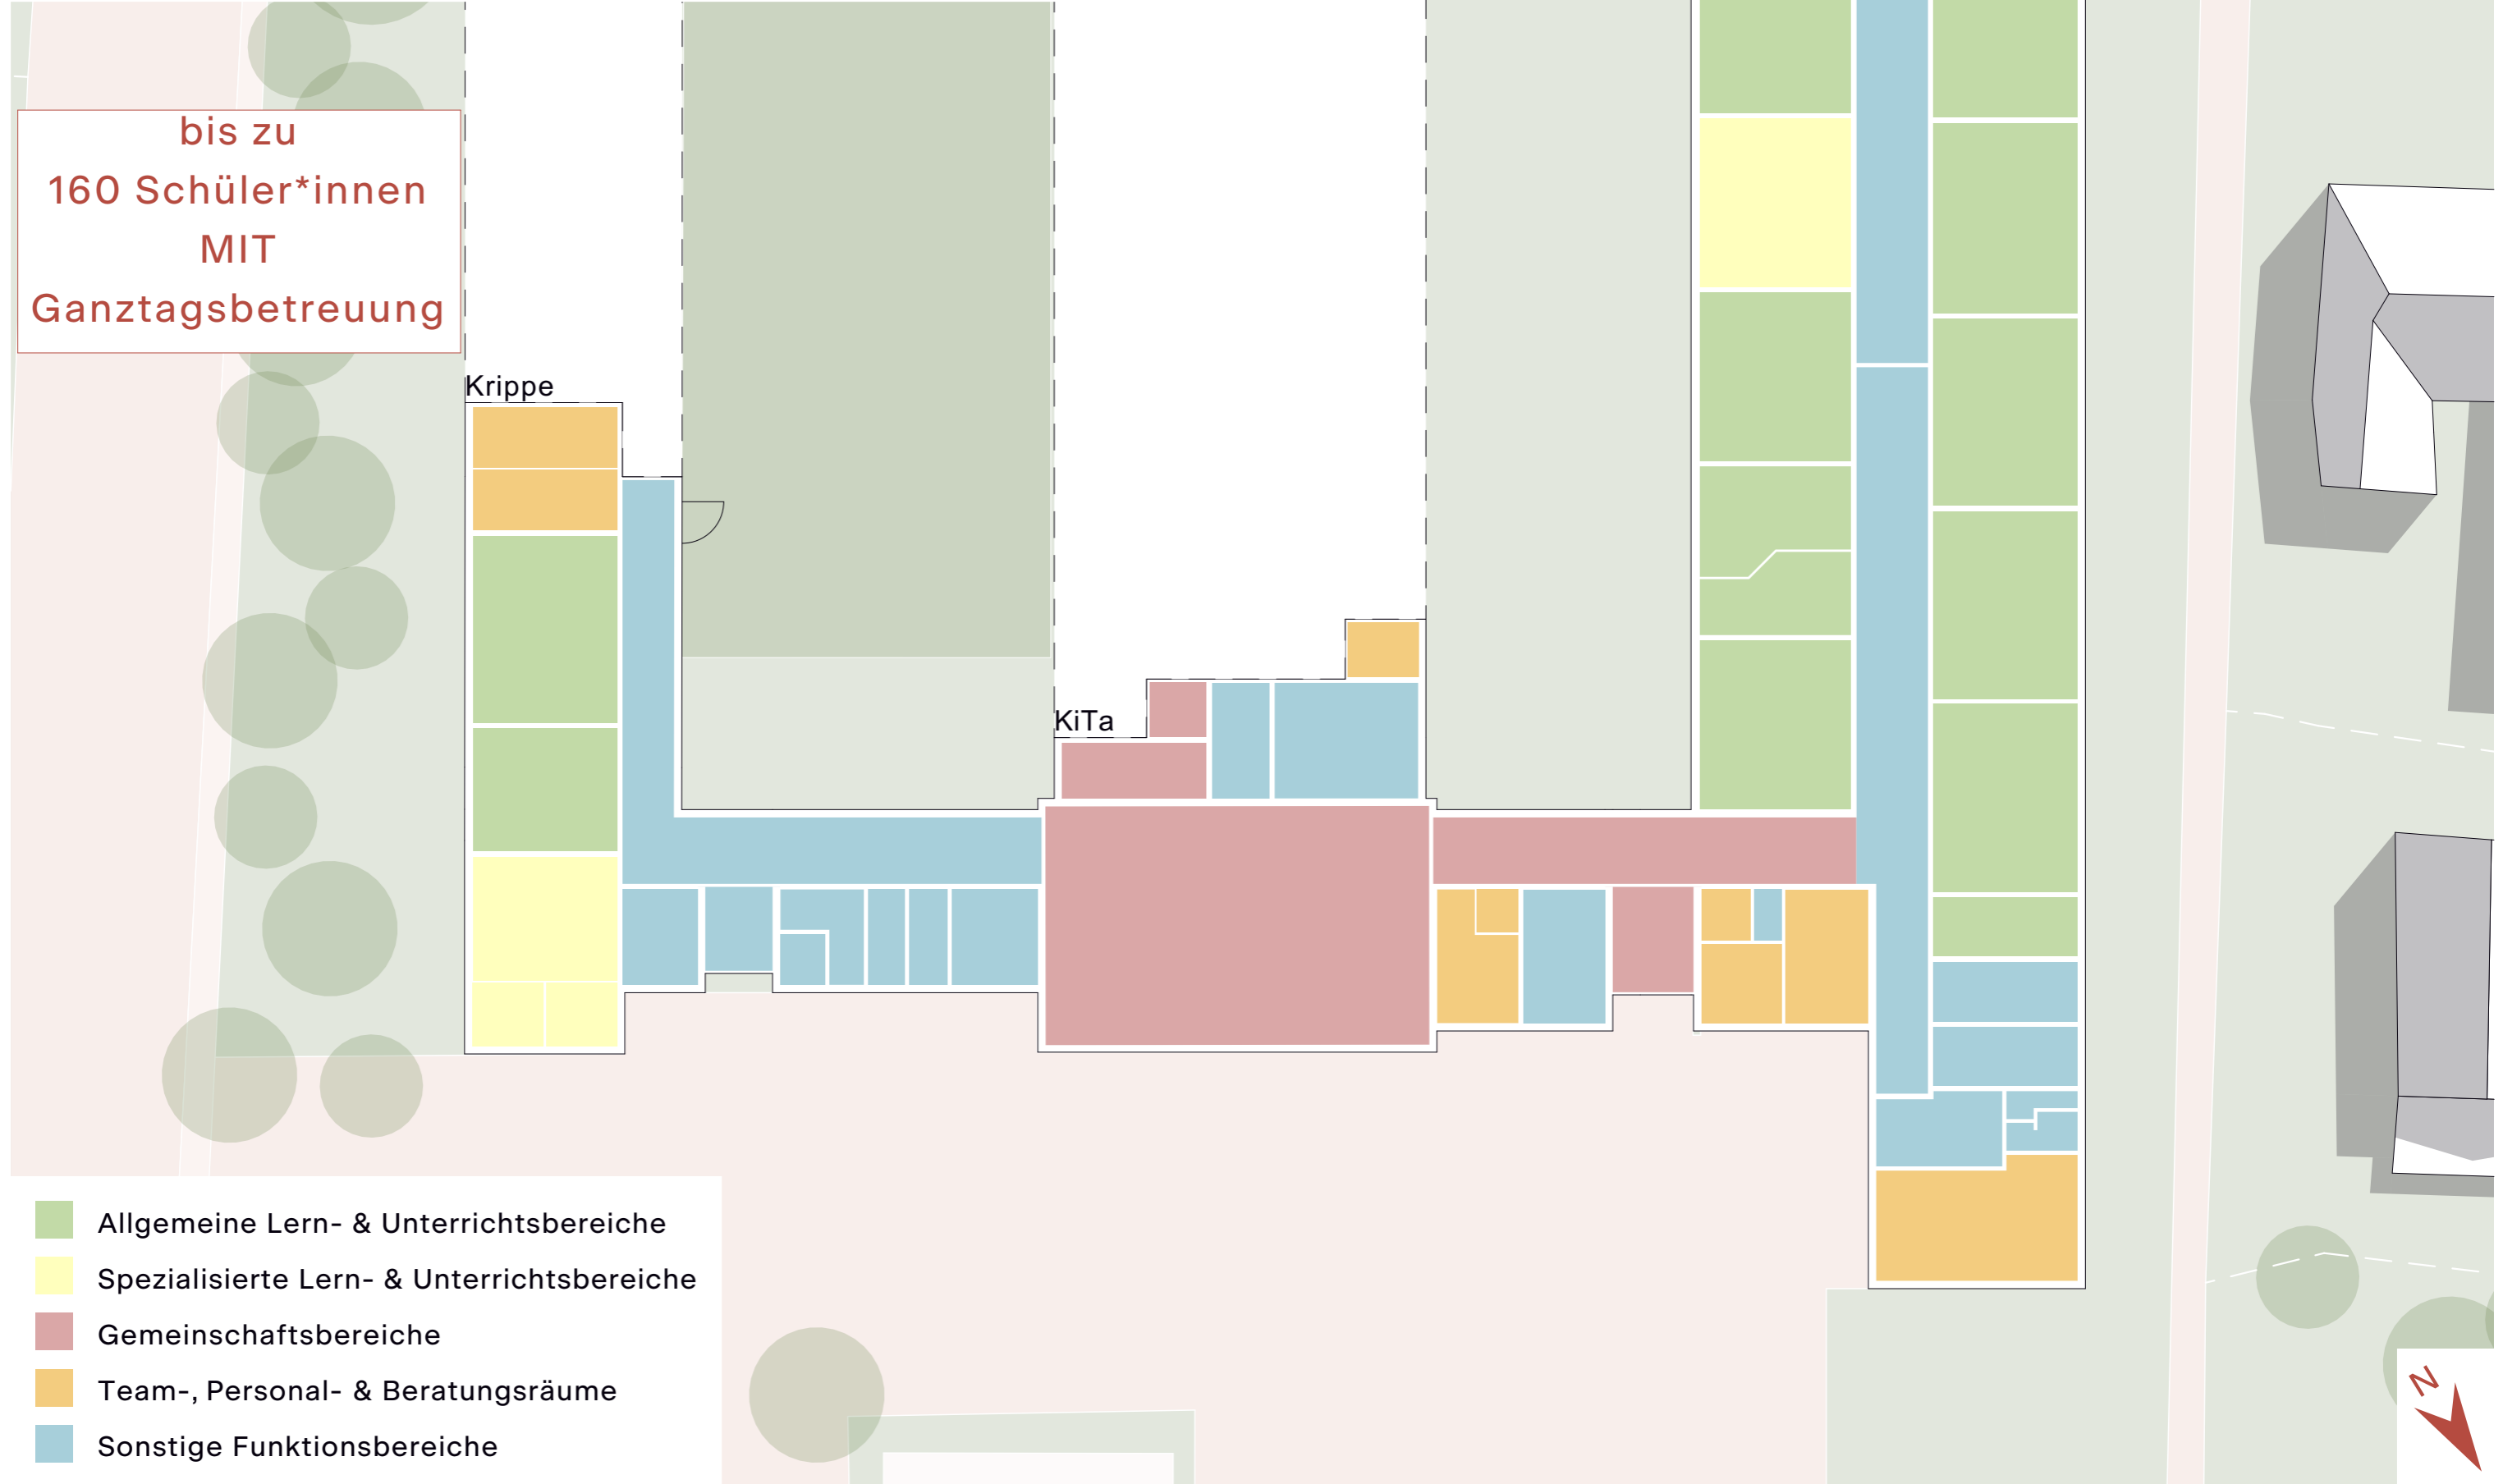 bis zu
160 Schüler*innen
MIT
Ganztagsbetreuung
Krippe
KiTa
Allgemeine Lern- & Unterrichtsbereiche
Spezialisierte Lern- & Unterrichtsbereiche
Gemeinschaftsbereiche
Team-, Personal- & Beratungsräume
Sonstige Funktionsbereiche
N